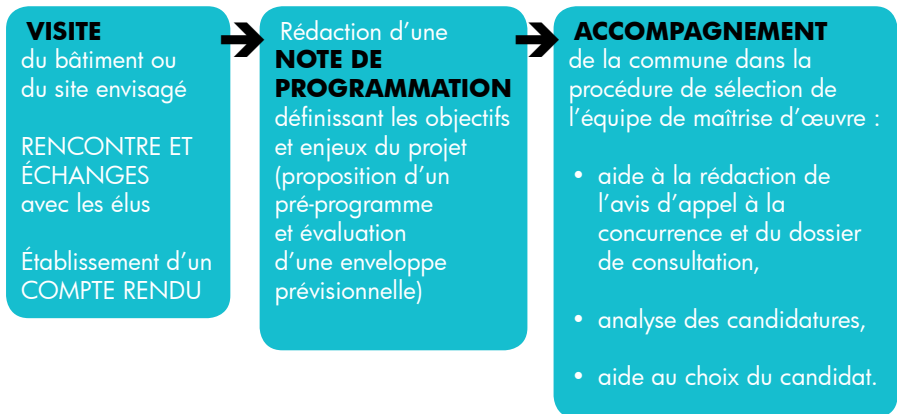 VISITE
du bâtiment ou
du site envisagé
RENCONTRE ET
ÉCHANGES
avec les élus
Établissement d’un
COMPTE RENDU
Rédaction d’une
NOTE DE
PROGRAMMATION
définissant les objectifs
et enjeux du projet
(proposition d’un
pré-programme
et évaluation
d’une enveloppe
prévisionnelle)
ACCOMPAGNEMENT
de la commune dans la
procédure de sélection de
l’équipe de maîtrise d’œuvre :
• aide à la rédaction de
l’avis d’appel à la
concurrence et du dossier
de consultation,
• analyse des candidatures,
• aide au choix du candidat.